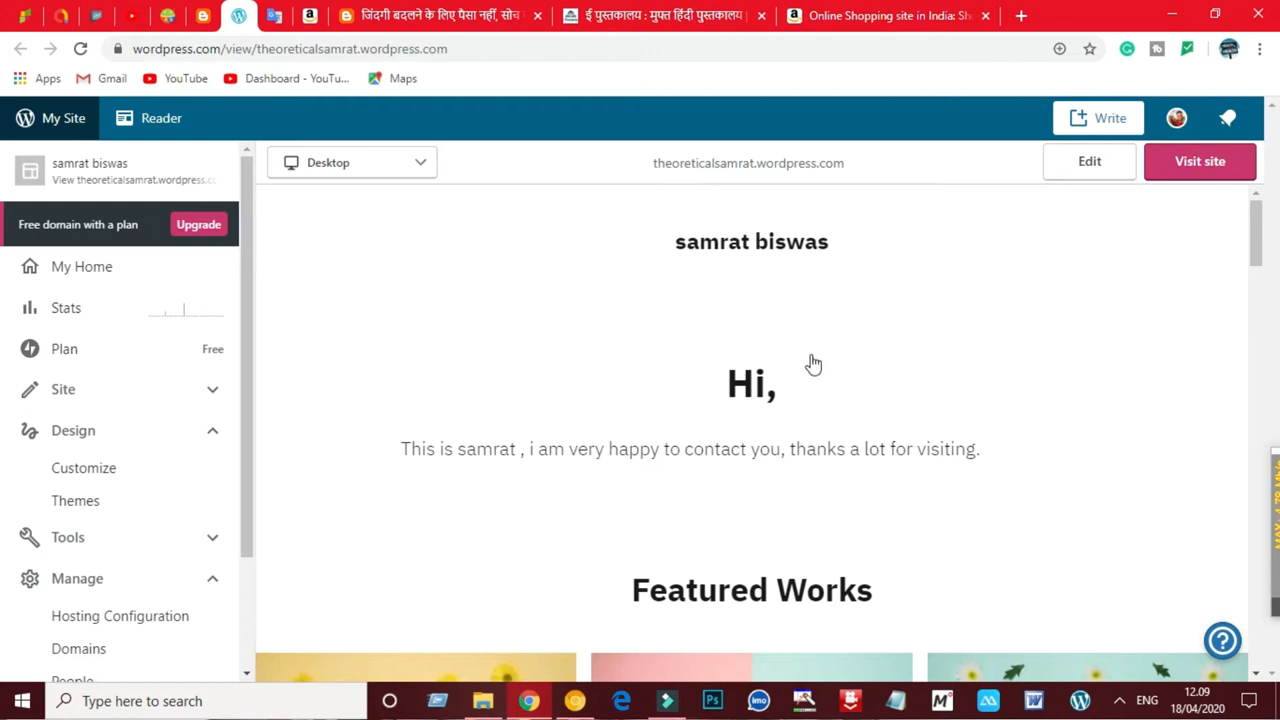 जिंदगी बदलने के लिए पैसा नहीं, सोच
ई पुस्तकालय : मुफ्त हिंदी पुस्तकालय |
Online Shopping site in India: Sh
wordpress.com/view/theoreticalsamrat.wordpress.com
Apps
Gmail
YouTube
Dashboard - YouTu...
Maps
My Site
Reader
Write
samrat biswas
View theoreticalsamrat.wordpress.cc
Desktop
theoreticalsamrat.wordpress.com
Edit
Visit site
Free domain with a plan
Upgrade
samrat biswas
My Home
Stats
Plan
Free
Site
Design
Customize
Themes
Tools
Manage
Hosting Configuration
Domains
People
Hi,
This is samrat , i am very happy to contact you, thanks a lot for visiting.
Featured Works
Type here to search
Ps
imo
ENG
12.09
18/04/2020